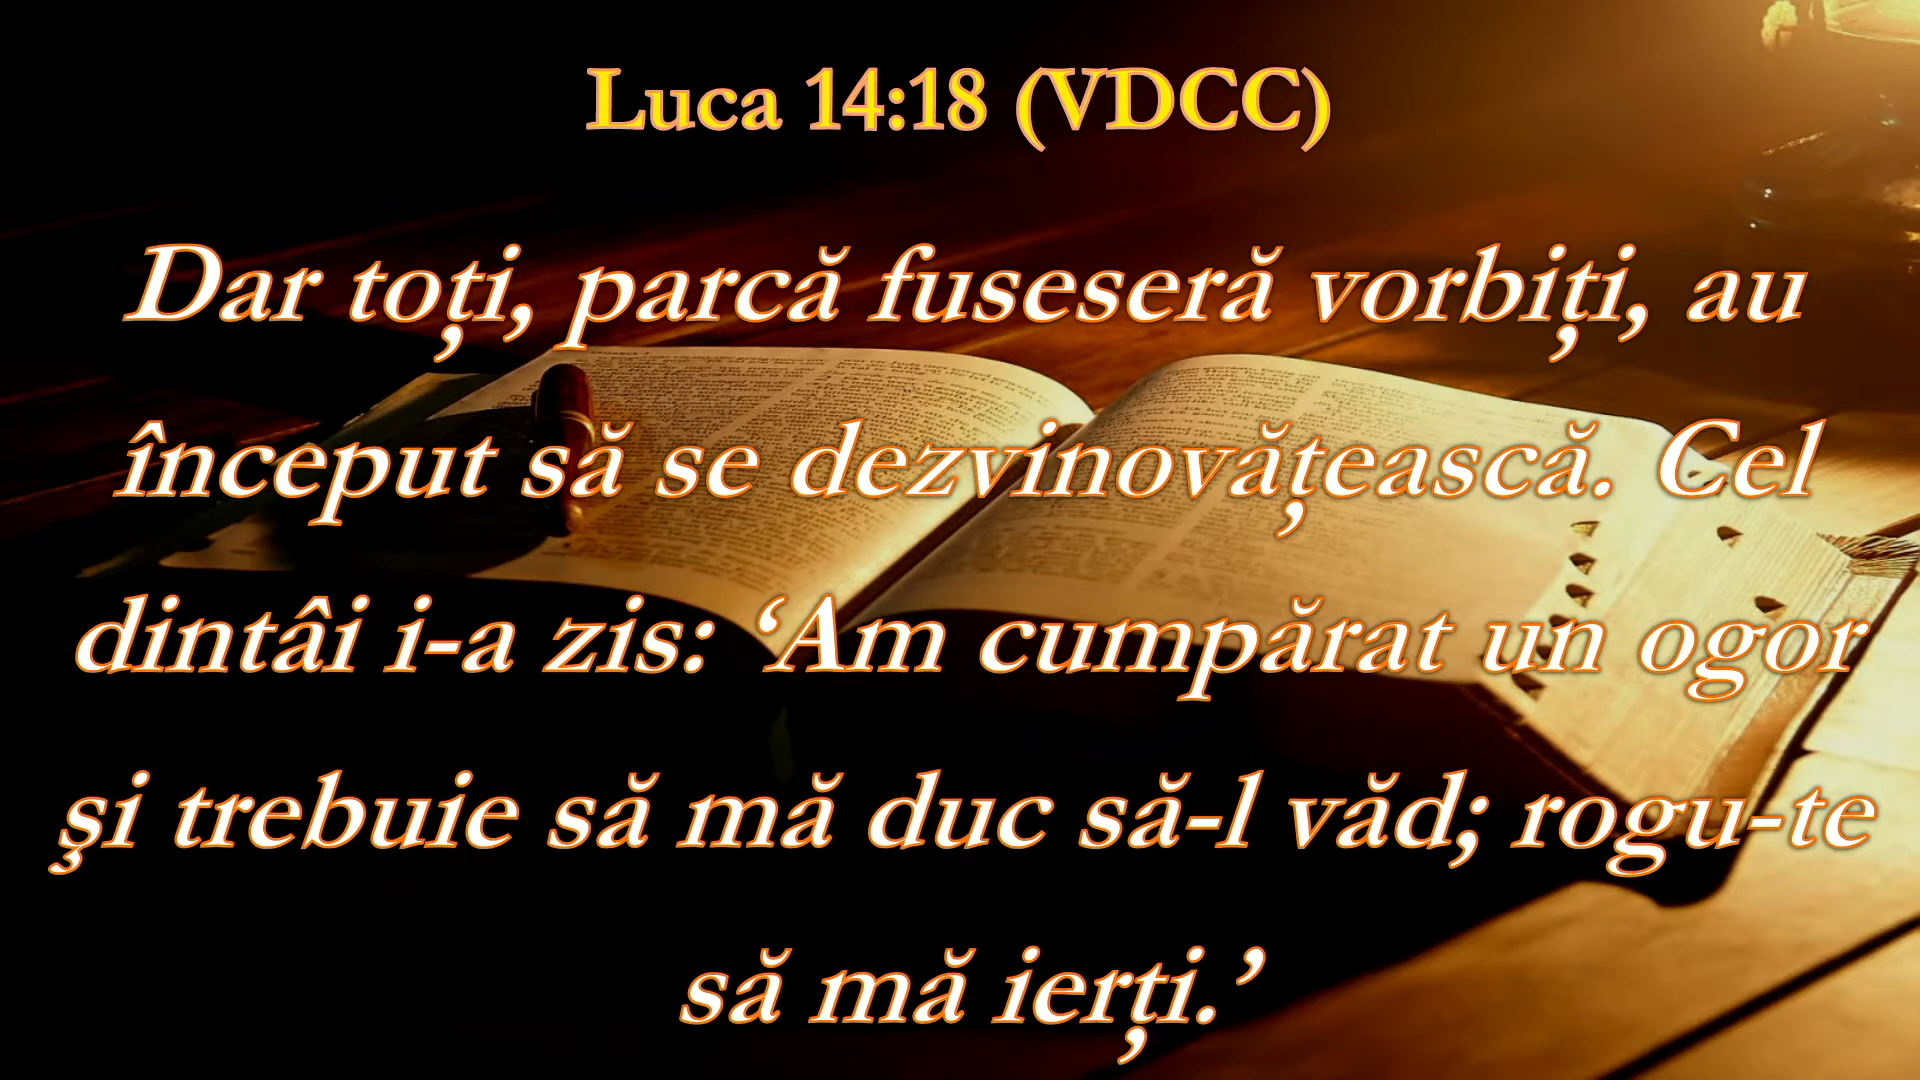 Luca 14:18 (VDCC)
Dar toți, parcă fuseseră vorbiți, au
început să se dezvinovățească. Cel
dintâi i-a zis: ‘Am cumpărat un ogor
şi trebuie să mă duc să-l văd; rogu-te
să mă ierți.’